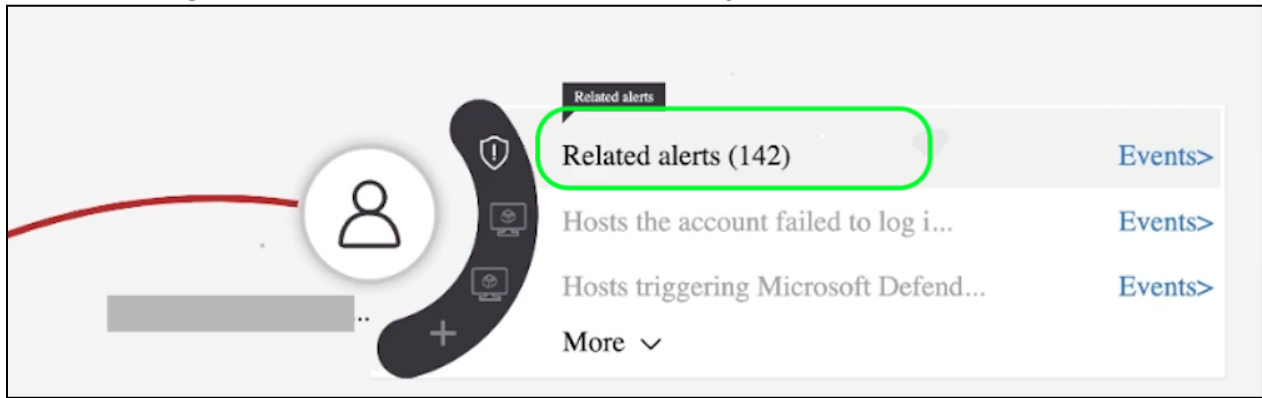 Related alerts
Related alerts (142) Events>
Hosts the account failed to log i... Events>
Hosts triggering Microsoft Defend... Events>
..
More